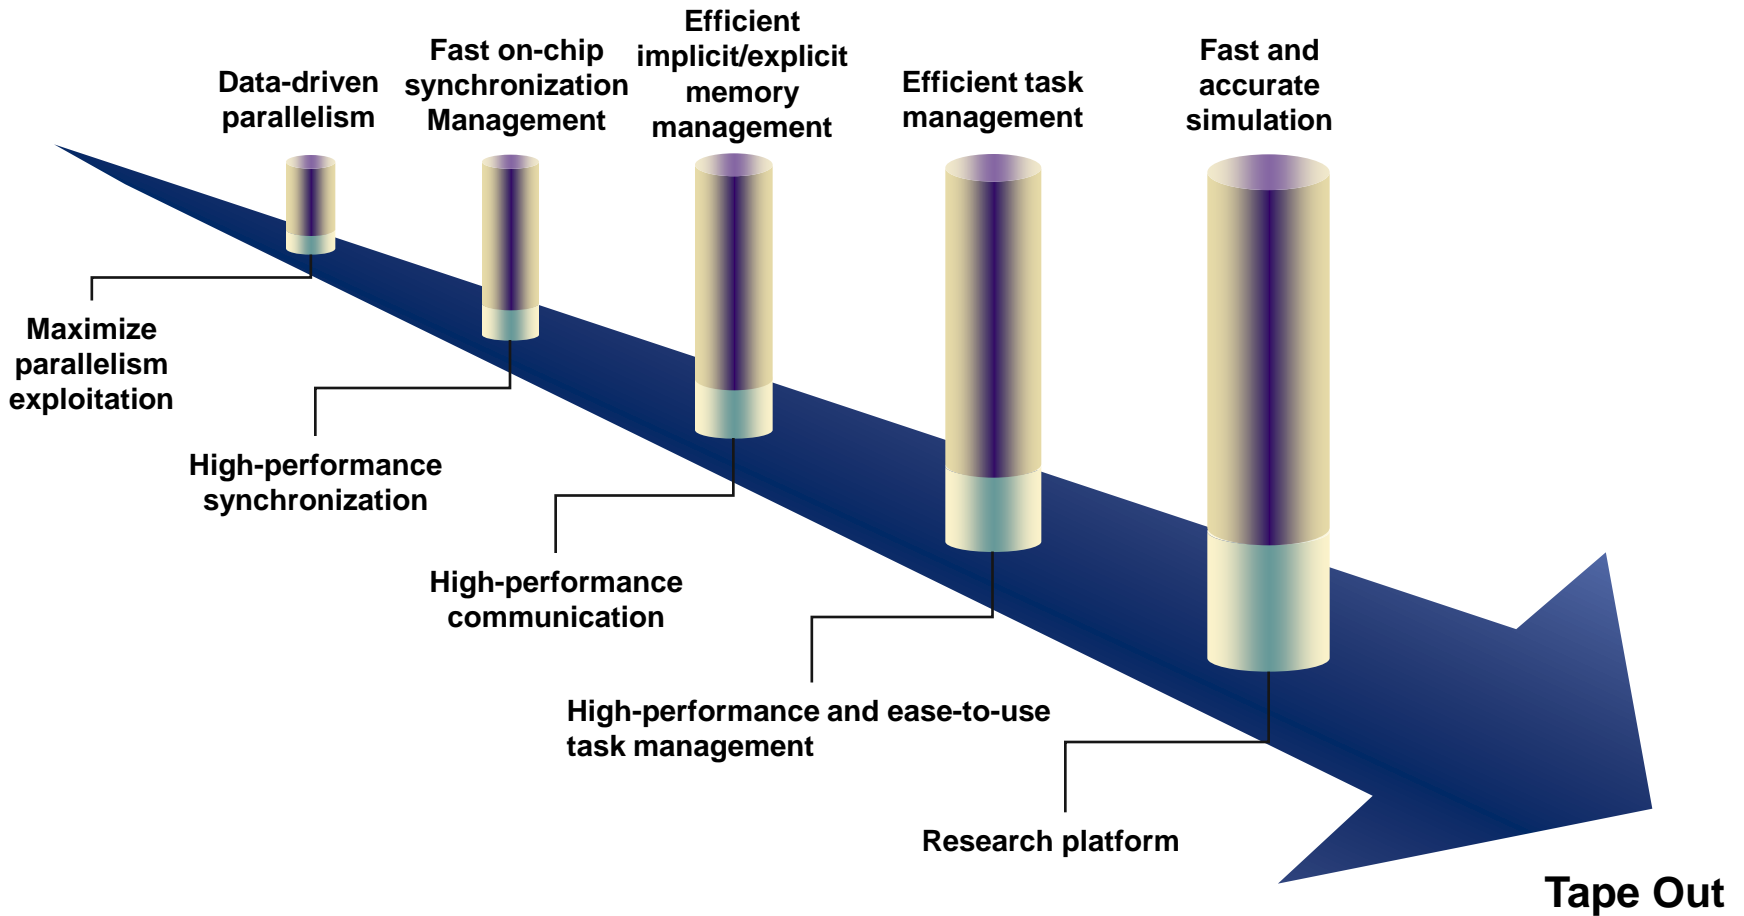 Data-driven
parallelism
Fast on-chip
synchronization
Management
Efficient
implicit/explicit
memory
management
Efficient task
management
Fast and
accurate
simulation
Maximize
parallelism
exploitation
High-performance
synchronization
High-performance
communication
High-performance and ease-to-use
task management
Research platform
Tape Out